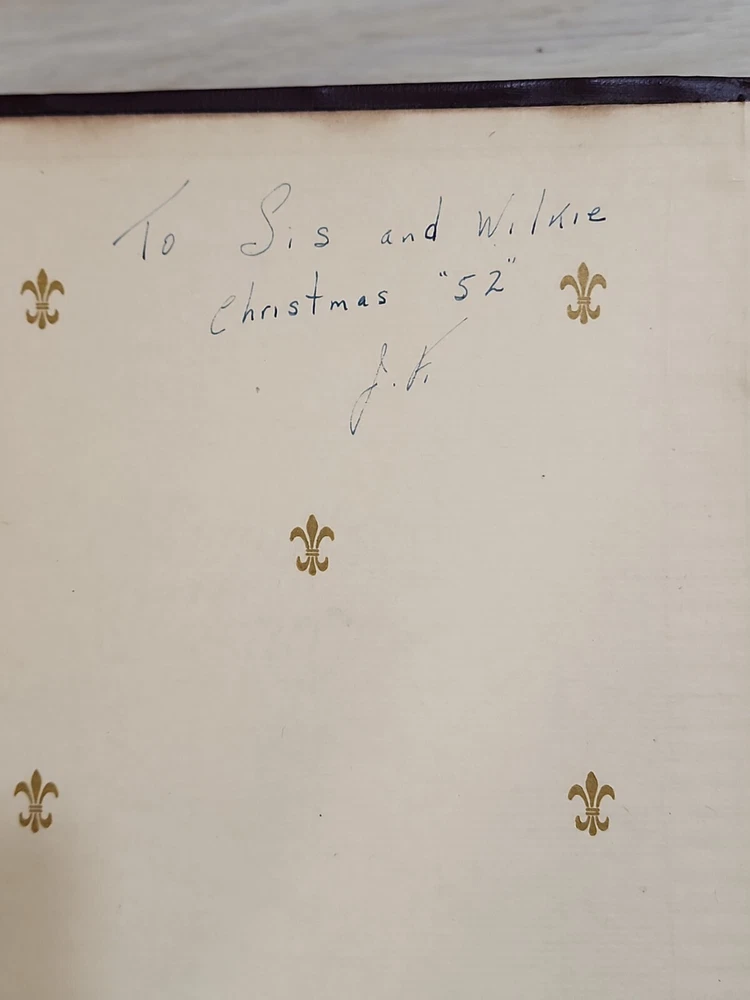 To Sis and Wilkie
Christmas "52"
J.F.